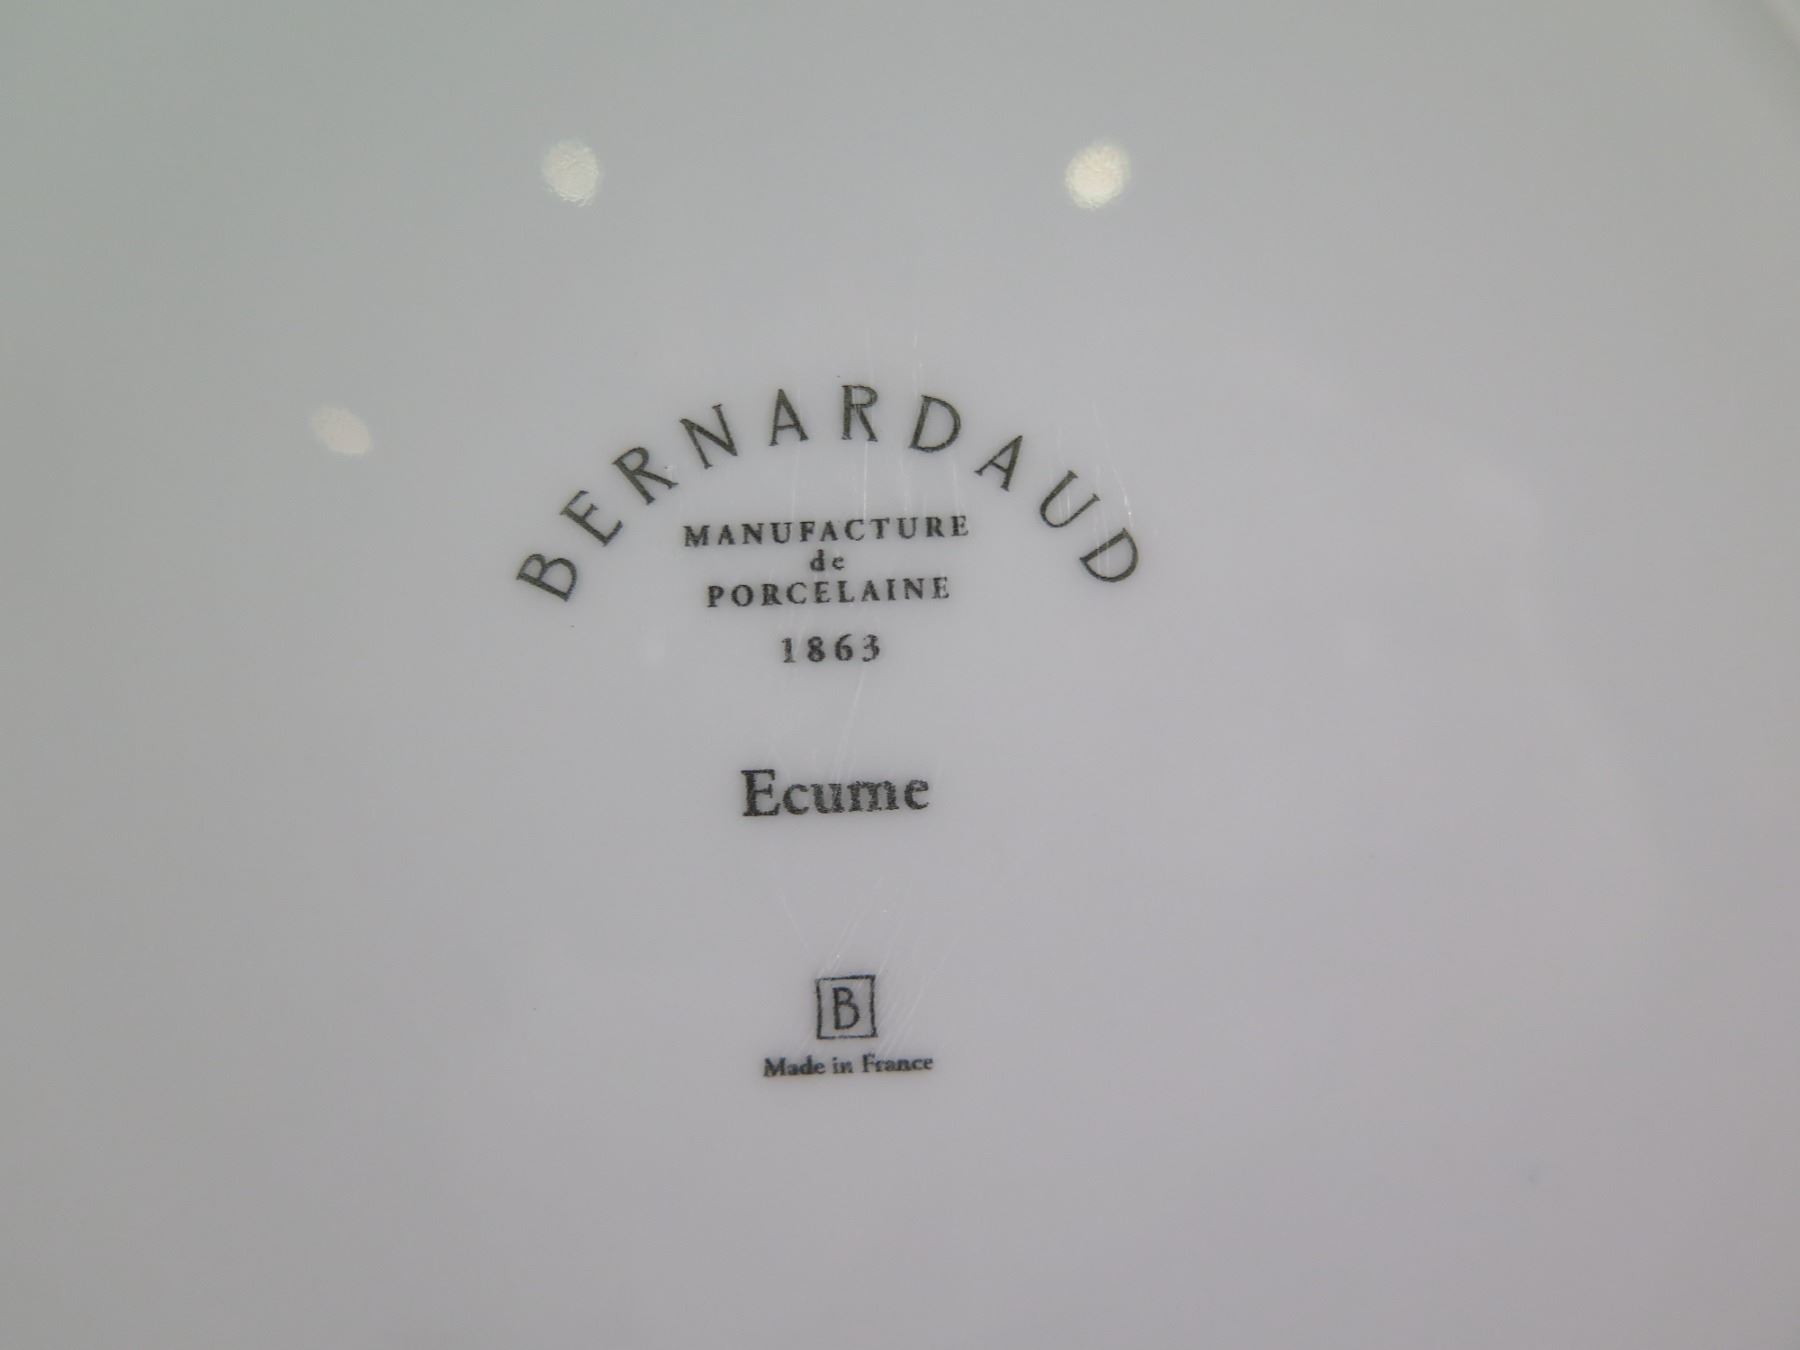 BERNARDAUD
MANUFACTURE
de
PORCELAINE
1863
Ecume
B
Made in France